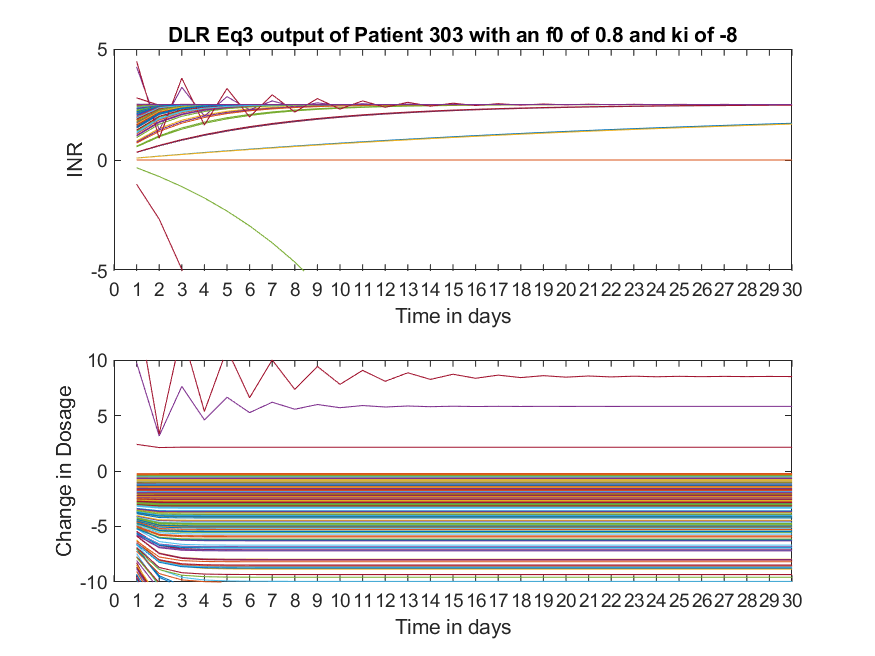 DLR Eq3 output of Patient 303 with an f0 of 0.8 and ki of -8
5
0
-5
INR
0 1 2 3 4 5 6 7 8 9 10 11 12 13 14 15 16 17 18 19 20 21 22 23 24 25 26 27 28 29 30
Time in days
10
5
0
-5
-10
Change in Dosage
0 1 2 3 4 5 6 7 8 9 10 11 12 13 14 15 16 17 18 19 20 21 22 23 24 25 26 27 28 29 30
Time in days